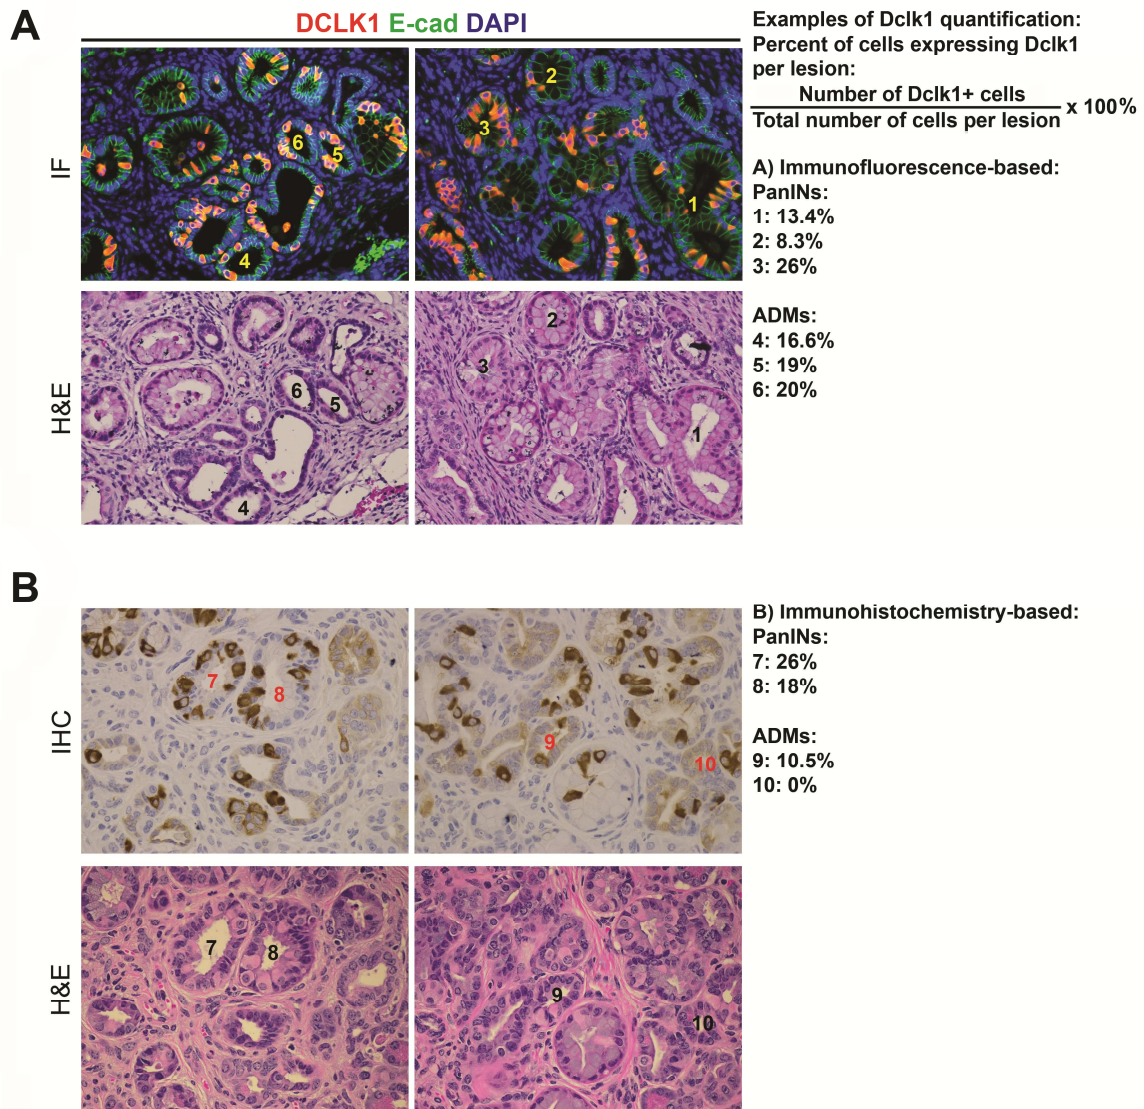 A
DCLK1 E-cad DAPI
IF
6
5
4
2
3
1
H&E
6
5
4
2
3
1
Examples of Dclk1 quantification:
Percent of cells expressing Dclk1
per lesion:
Number of Dclk1+ cells
Total number of cells per lesion
x 100%
A) Immunofluorescence-based:
PanINs:
1: 13.4%
2: 8.3%
3: 26%
ADMs:
4: 16.6%
5: 19%
6: 20%
B
IHC
7
8
9
10
H&E
7
8
9
10
B) Immunohistochemistry-based:
PanINs:
7: 26%
8: 18%
ADMs:
9: 10.5%
10: 0%